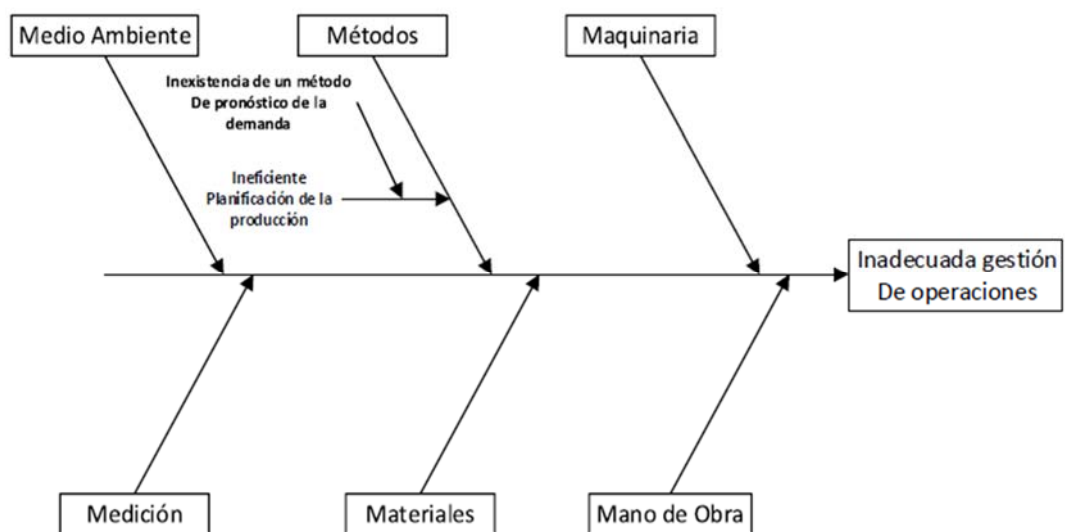 Medio Ambiente
Métodos
Maquinaria
Inexistencia de un método
De pronóstico de la
demanda
Ineficiente
Planificación de la
producción
Inadecuada gestión
De operaciones
Medición
Materiales
Mano de Obra